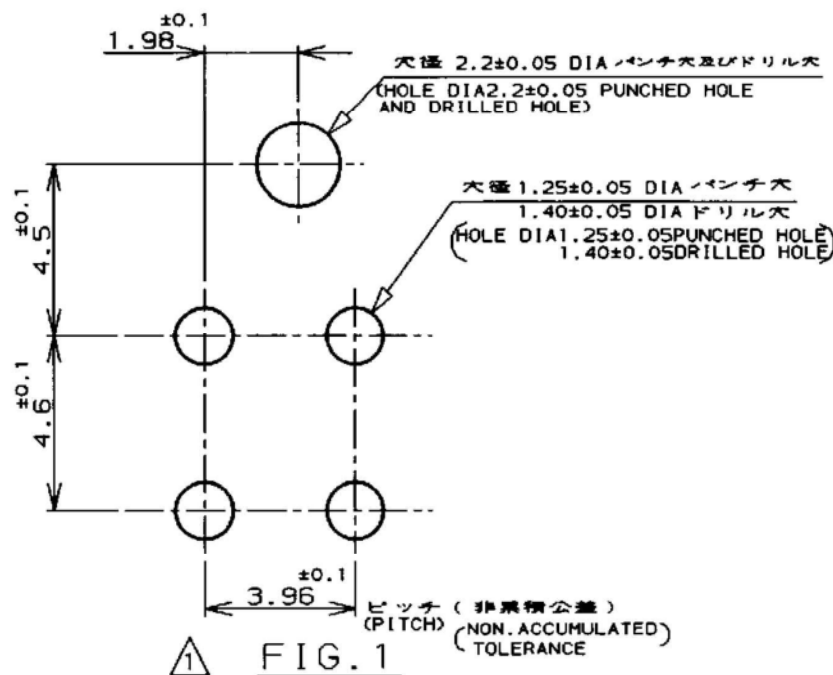 ±0.1
1.98
穴径 2.2±0.05 DIA パンチ穴及びドリル穴
(HOLE DIA2.2±0.05 PUNCHED HOLE
AND DRILLED HOLE)
±0.1
4.5
穴径 1.25±0.05 DIA パンチ穴
1.40±0.05 DIA ドリル穴
(HOLE DIA1.25±0.05PUNCHED HOLE
1.40±0.05DRILLED HOLE)
±0.1
4.6
±0.1
3.96
ピッチ ( 非累積公差 )
(PITCH) (NON.ACCUMULATED
TOLERANCE)
1 FIG.1